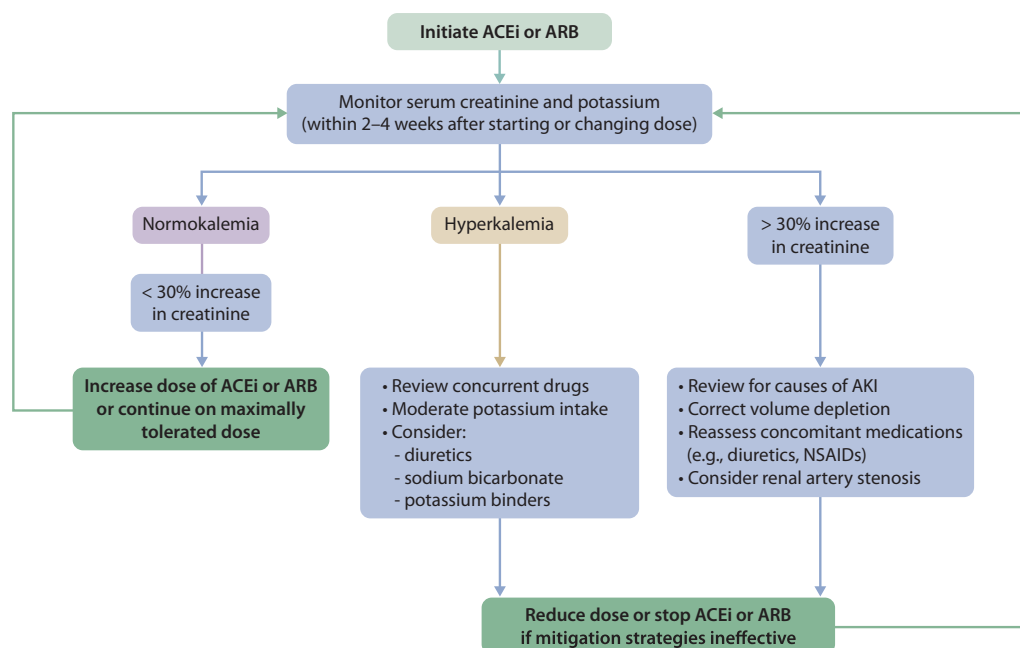 Initiate ACEi or ARB
Monitor serum creatinine and potassium
(within 2–4 weeks after starting or changing dose)
Normokalemia
< 30% increase
in creatinine
Increase dose of ACEi or ARB
or continue on maximally
tolerated dose
Hyperkalemia
• Review concurrent drugs
• Moderate potassium intake
• Consider:
- diuretics
- sodium bicarbonate
- potassium binders
> 30% increase
in creatinine
• Review for causes of AKI
• Correct volume depletion
• Reassess concomitant medications
(e.g., diuretics, NSAIDs)
• Consider renal artery stenosis
Reduce dose or stop ACEi or ARB
if mitigation strategies ineffective